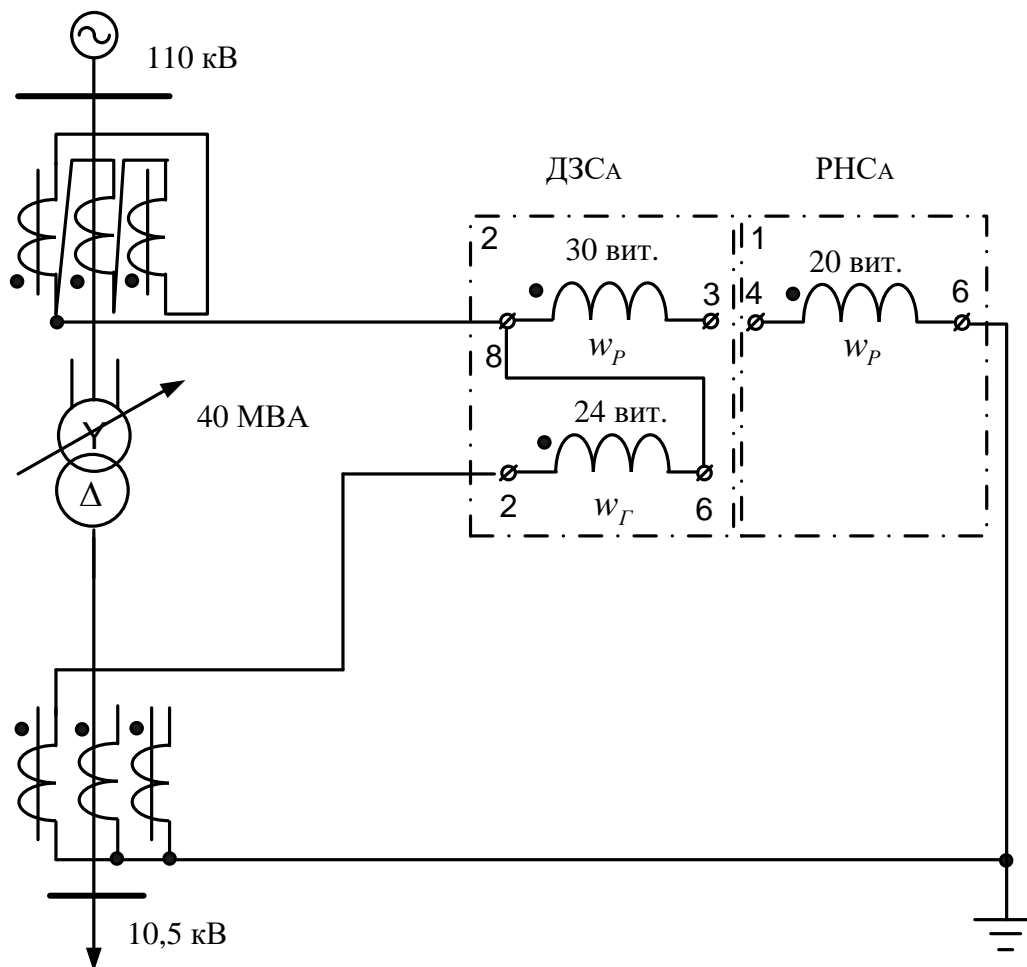 110 кВ
ДЗСА РНСА
2 1
30 вит. 20 вит.
3 4 6
8 wР wР
40 МВА
24 вит.
Y
Δ
2 wГ 6
10,5 кВ